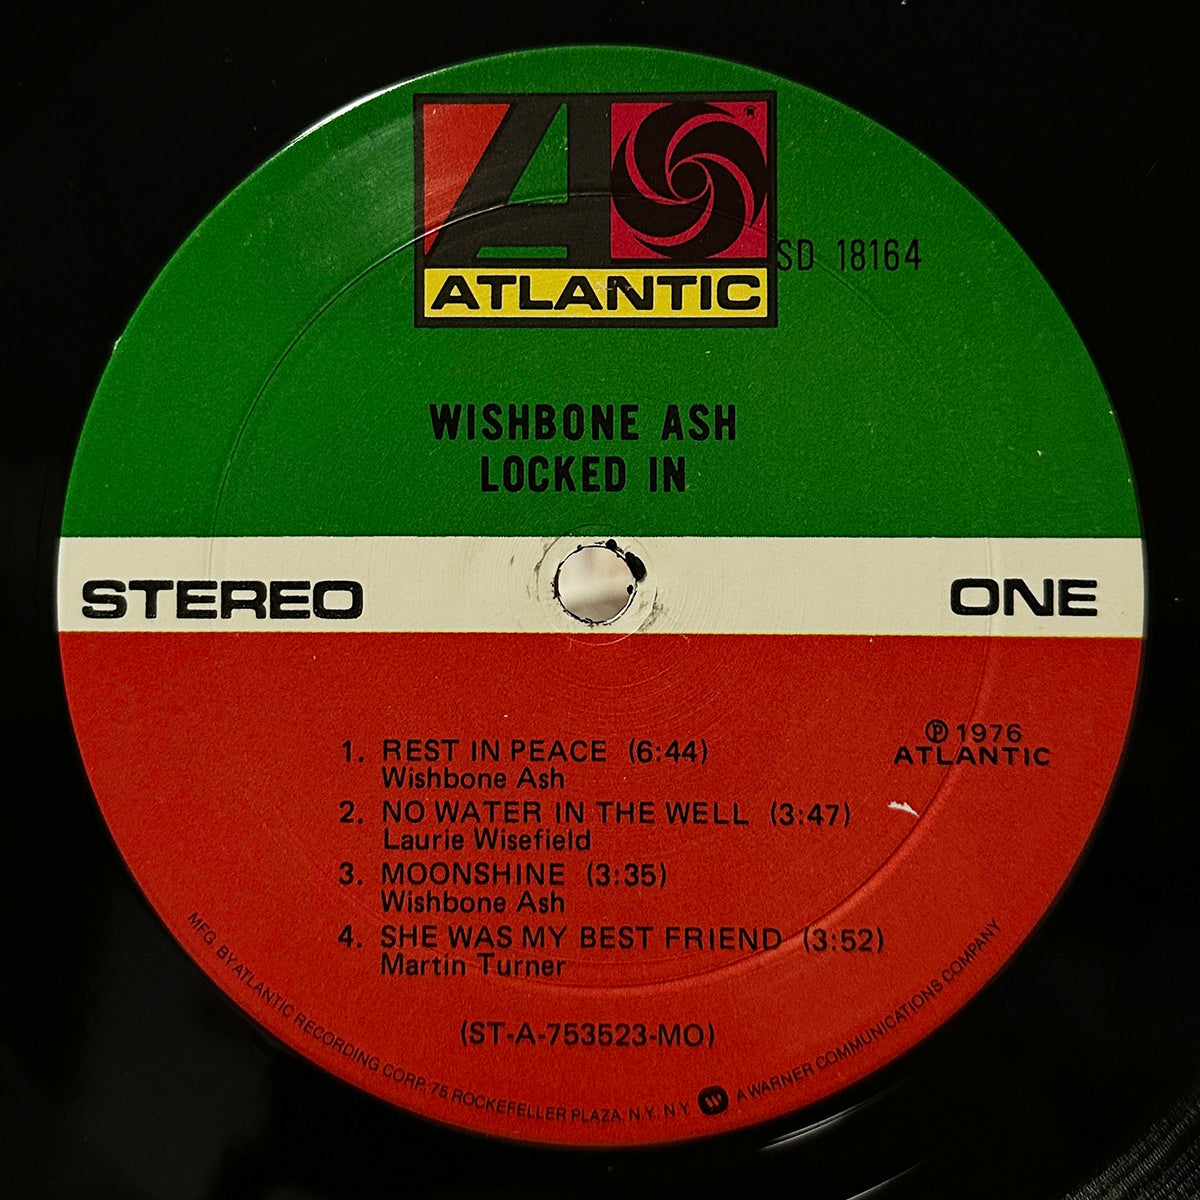 ATLANTIC
SD 18164
WISHBONE ASH
LOCKED IN
STEREO
ONE
℗ 1976
ATLANTIC
1. REST IN PEACE (6:44)
Wishbone Ash
2. NO WATER IN THE WELL (3:47)
Laurie Wisefield
3. MOONSHINE (3:35)
Wishbone Ash
4. SHE WAS MY BEST FRIEND (3:52)
Martin Turner
(ST-A-753523-MO)
MFG. BY ATLANTIC RECORDING CORP., 75 ROCKEFELLER PLAZA, N.Y. N.Y. W A WARNER COMMUNICATIONS COMPANY